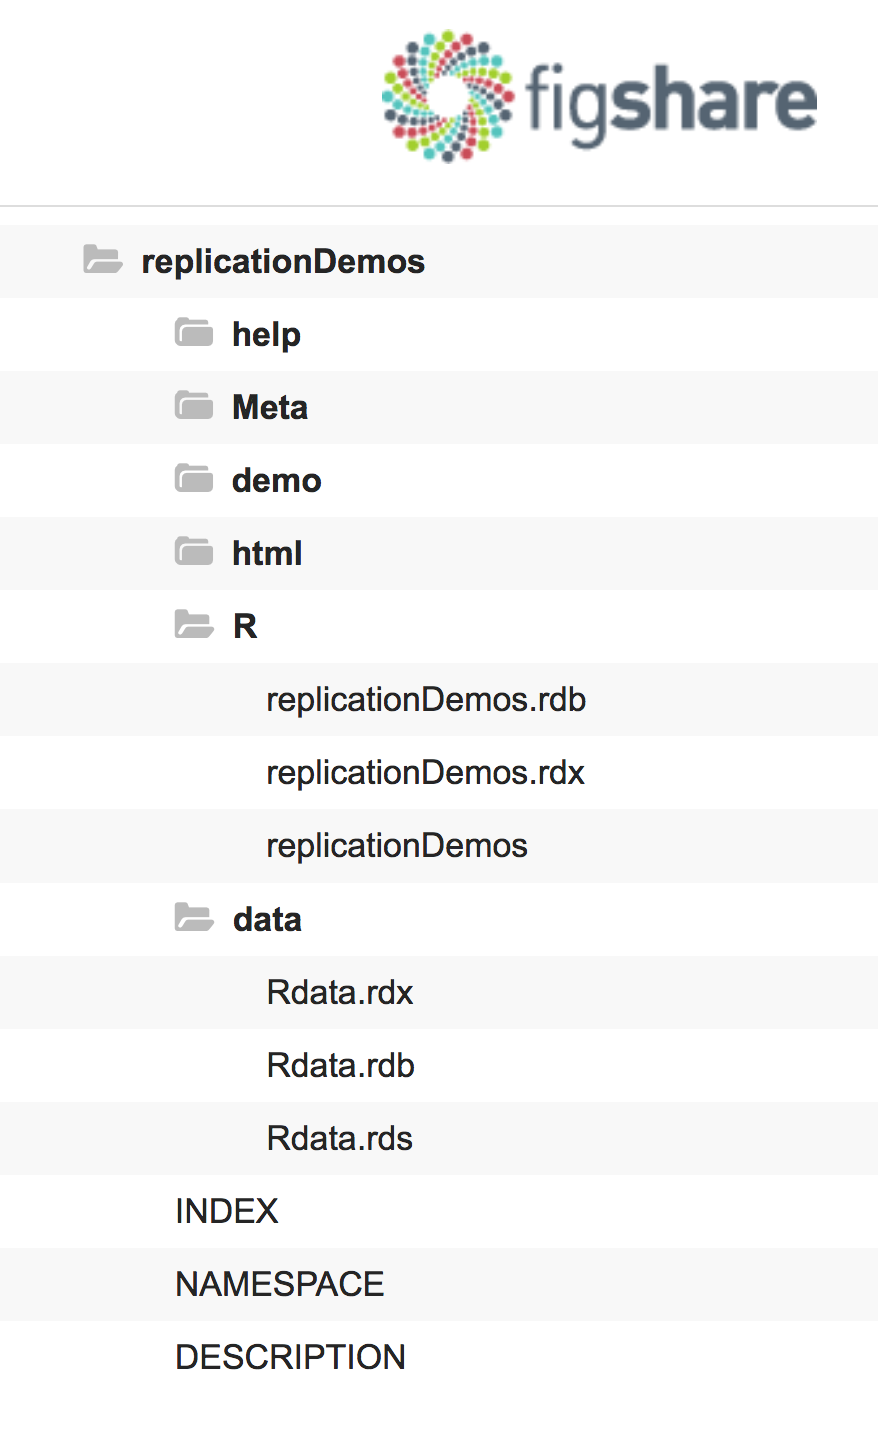 figshare
replicationDemos
help
Meta
demo
html
R
replicationDemos.rdb
replicationDemos.rdx
replicationDemos
data
Rdata.rdx
Rdata.rdb
Rdata.rds
INDEX
NAMESPACE
DESCRIPTION